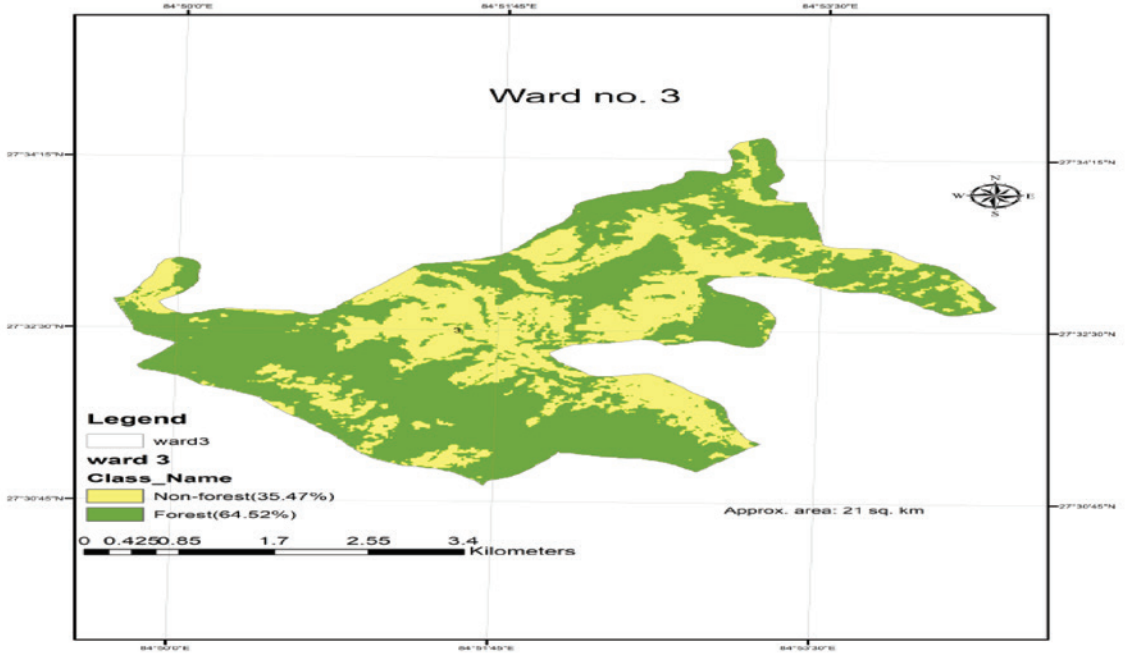 84°50'0"E 84°51'45"E 84°53'30"E
Ward no. 3
27°34'15"N 27°34'15"N
N
W E
S
27°32'30"N 3 27°32'30"N
Legend
ward3
ward 3
Class_Name
Non-forest(35.47%)
Forest(64.52%)
27°30'45"N 27°30'45"N
Approx. area: 21 sq. km
0 0.425 0.85 1.7 2.55 3.4
Kilometers
84°50'0"E 84°51'45"E 84°53'30"E